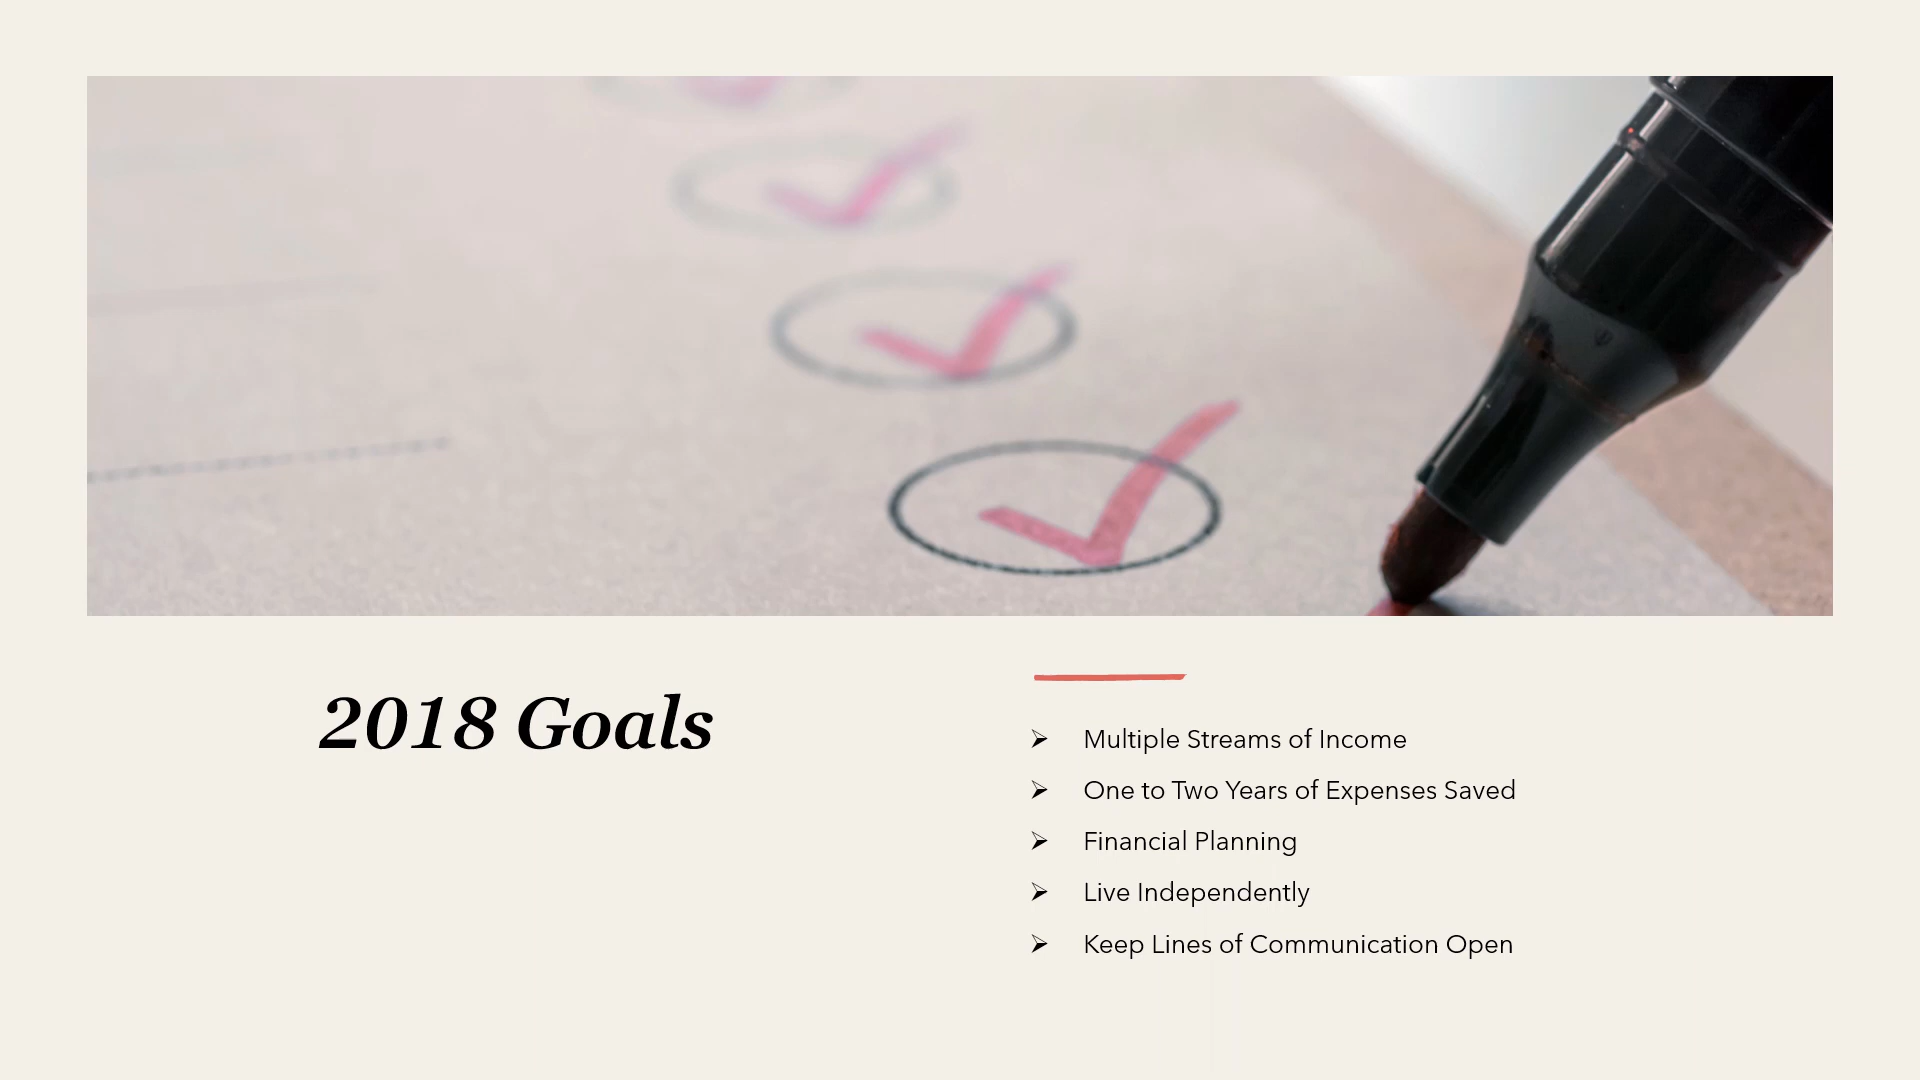 2018 Goals
Multiple Streams of Income
One to Two Years of Expenses Saved
Financial Planning
Live Independently
Keep Lines of Communication Open